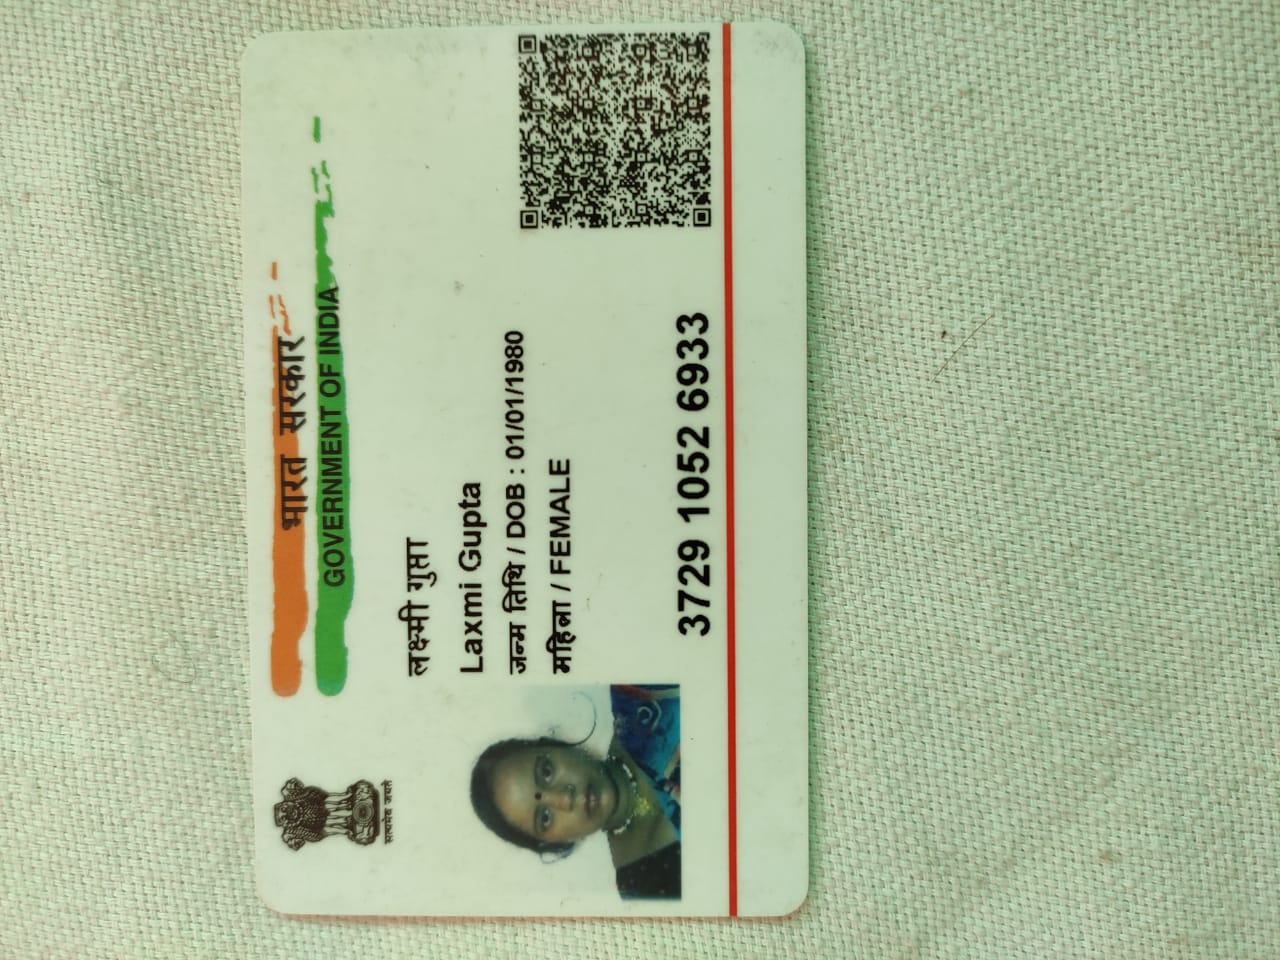 भारत सरकार
GOVERNMENT OF INDIA
सत्यमेव जयते
लक्ष्मी गुप्ता
Laxmi Gupta
जन्म तिथि / DOB : 01/01/1980
महिला / FEMALE
3729 1052 6933